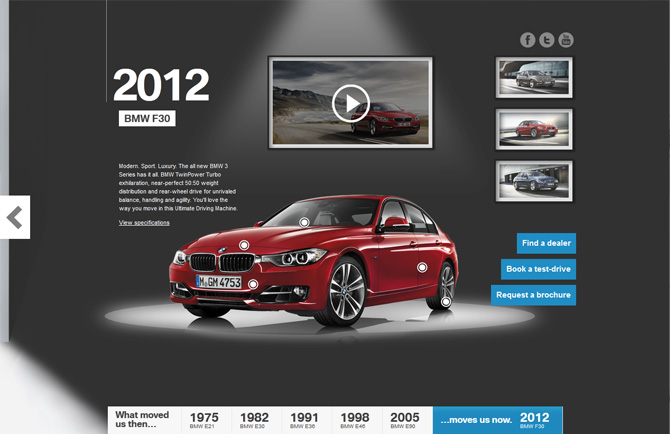 2012
BMW F30
Modern. Sport. Luxury. The all new BMW 3
Series has it all. BMW TwinPower Turbo
exhilaration, near-perfect 50:50 weight
distribution and rear-wheel drive for unrivaled
balance, handling and agility. You'll love the
way you move in this Ultimate Driving Machine.
View specifications
M GM 4753
Find a dealer
Book a test-drive
Request a brochure
What moved
us then...
1975
BMW E21
1982
BMW E30
1991
BMW E36
1998
BMW E46
2005
BMW E90
...moves us now.
2012
BMW F30